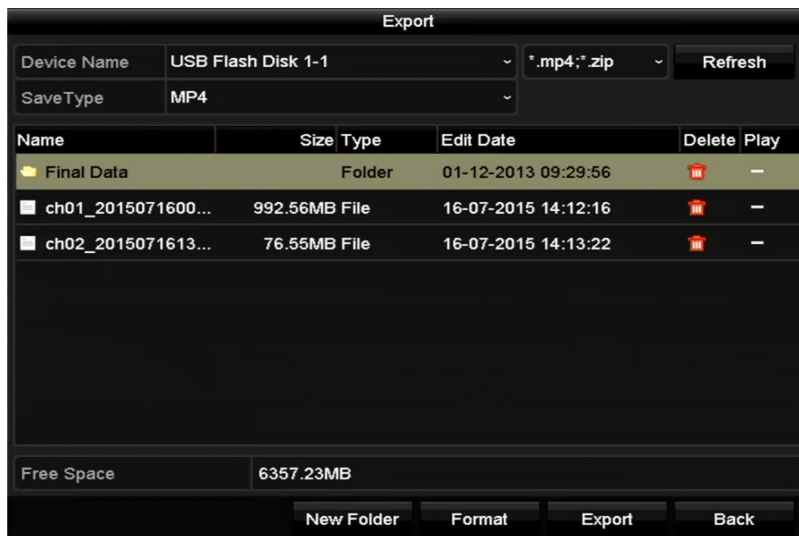 Export
Device Name USB Flash Disk 1-1 *.mp4;*.zip Refresh
SaveType MP4
Name Size Type Edit Date Delete Play
Final Data Folder 01-12-2013 09:29:56
ch01_2015071600... 992.56MB File 16-07-2015 14:12:16
ch02_2015071613... 76.55MB File 16-07-2015 14:13:22
Free Space 6357.23MB
New Folder Format Export Back